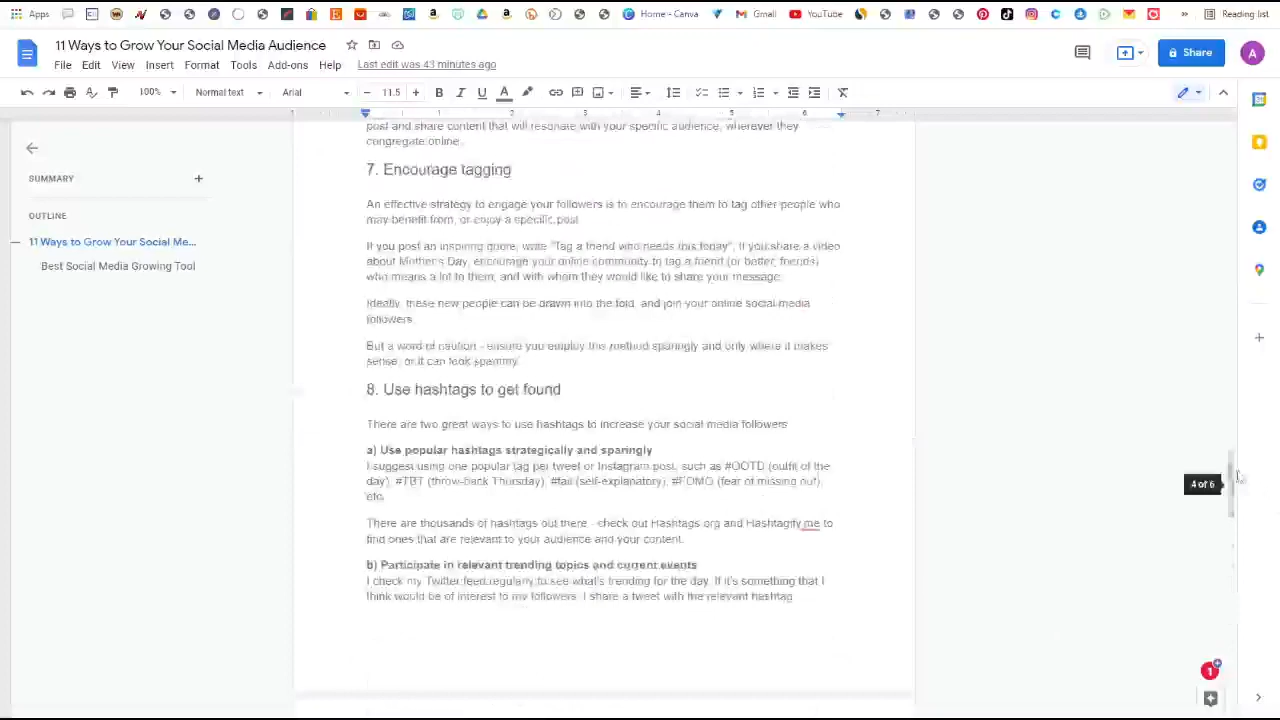 Apps
Home - Canva
Gmail
YouTube
»
Reading list
11 Ways to Grow Your Social Media Audience
Share
A
File Edit View Insert Format Tools Add-ons Help Last edit was 43 minutes ago
100% Normal text Arial − 11.5 + B I U A
1 1 2 3 4 5 6 7
post and share content that will resonate with your specific audience, wherever they
congregate online.
SUMMARY +
OUTLINE
11 Ways to Grow Your Social Me...
Best Social Media Growing Tool
7. Encourage tagging
An effective strategy to engage your followers is to encourage them to tag other people who
may benefit from, or enjoy a specific post
If you post an inspiring quote, write "Tag a friend who needs this today". If you share a video
about Mother's Day, encourage your online community to tag a friend (or better, friends)
who means a lot to them, and with whom they would like to share your message.
Ideally, these new people can be drawn into the fold, and join your online social media
followers
But a word of caution - ensure you employ this method sparingly and only where it makes
sense, or it can look spammy.
8. Use hashtags to get found
There are two great ways to use hashtags to increase your social media followers
a) Use popular hashtags strategically and sparingly
I suggest using one popular tag per tweet or Instagram post, such as #OOTD (outfit of the
day), #TBT (throw-back Thursday), #fail (self-explanatory), #FOMO (fear of missing out),
etc.
There are thousands of hashtags out there - check out Hashtags.org and Hashtagify.me to
find ones that are relevant to your audience and your content.
b) Participate in relevant trending topics and current events
I check my Twitter feed regularly to see what's trending for the day. If it's something that I
think would be of interest to my followers, I share a tweet with the relevant hashtag.
4 of 6
1